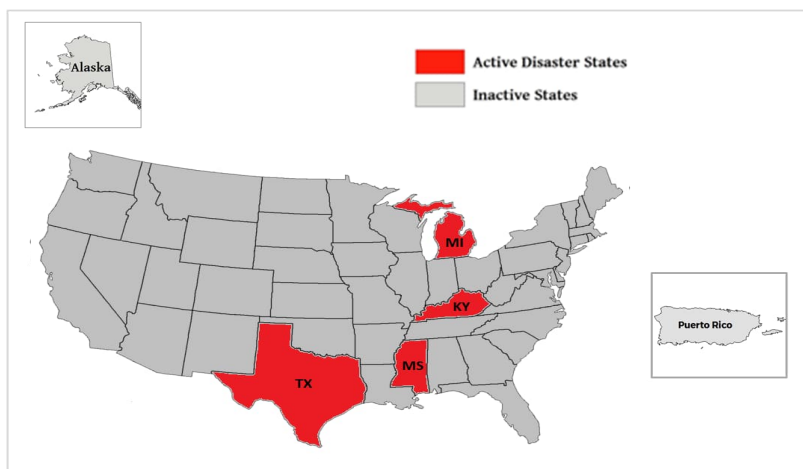 Alaska
Active Disaster States
Inactive States
MI
KY
Puerto Rico
MS
TX